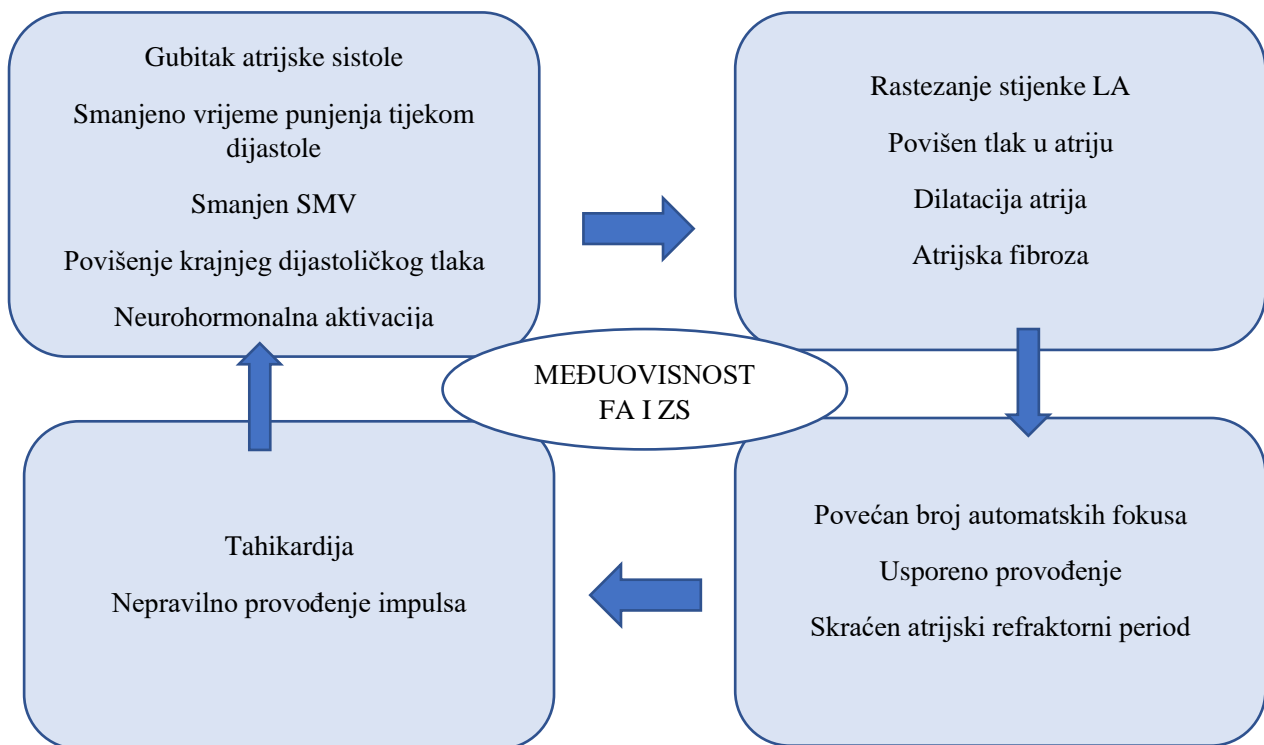 Gubitak atrijske sistole
Smanjeno vrijeme punjenja tijekom
dijastole
Smanjen SMV
Povišenje krajnjeg dijastoličkog tlaka
Neurohormonalna aktivacija
Rastezanje stijenke LA
Povišen tlak u atriju
Dilatacija atrija
Atrijska fibroza
MEĐUOVISNOST
FA I ZS
Tahikardija
Nepravilno provođenje impulsa
Povećan broj automatskih fokusa
Usporeno provođenje
Skraćen atrijski refraktorni period